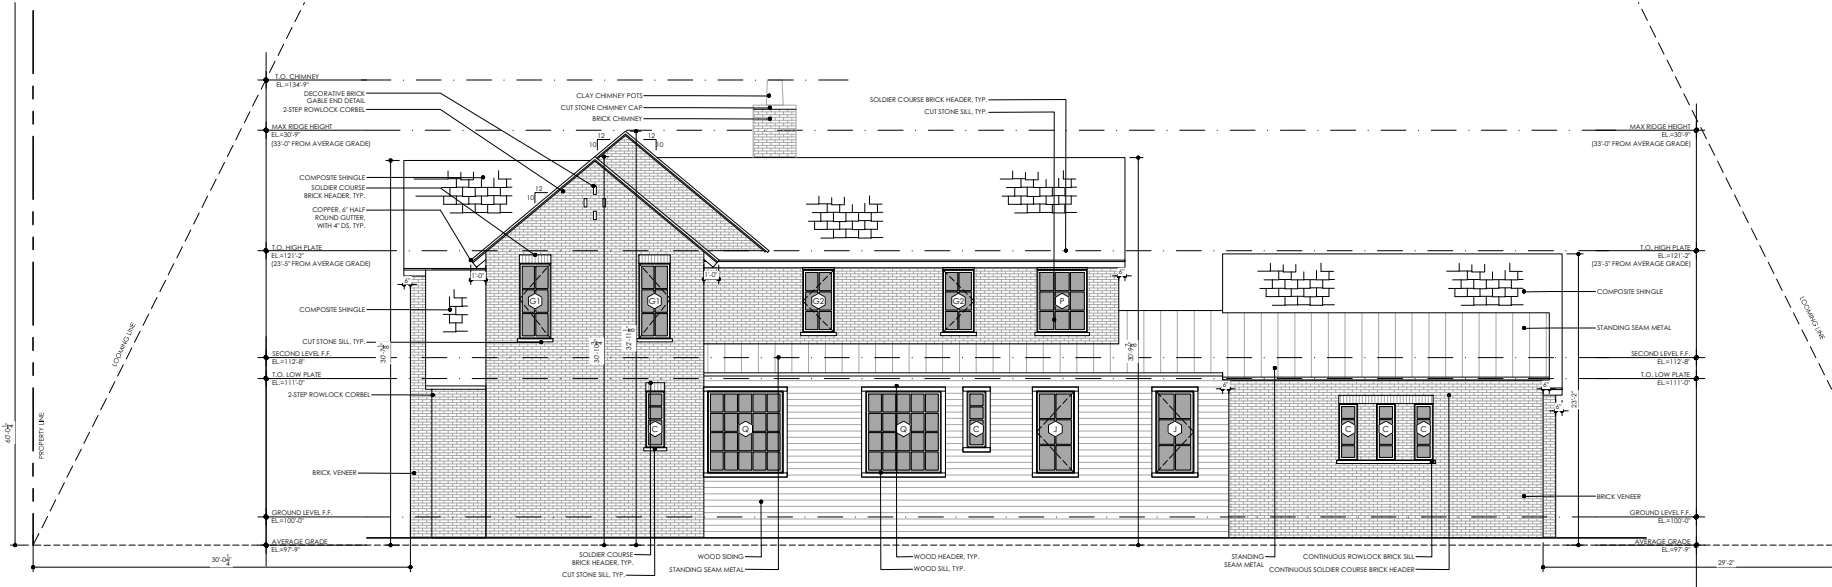 T.O. CHIMNEY
EL.=134'-9"
DECORATIVE BRICK
GABLE END DETAIL
2-STEP ROWLOCK CORBEL
MAX RIDGE HEIGHT
EL.=30'-9"
(33'-0" FROM AVERAGE GRADE)
COMPOSITE SHINGLE
SOLDIER COURSE
BRICK HEADER, TYP.
COPPER, 6" HALF
ROUND GUTTER,
WITH 4" DS, TYP.
T.O. HIGH PLATE
EL.=121'-2"
(23'-5" FROM AVERAGE GRADE)
COMPOSITE SHINGLE
CUT STONE SILL, TYP.
SECOND LEVEL F.F.
EL.=112'-8"
T.O. LOW PLATE
EL.=111'-0"
2-STEP ROWLOCK CORBEL
BRICK VENEER
GROUND LEVEL F.F.
EL.=100'-0"
AVERAGE GRADE
EL.=97'-9"
LOOMING LINE
PROPERTY LINE
CLAY CHIMNEY POTS
CUT STONE CHIMNEY CAP
BRICK CHIMNEY
SOLDIER COURSE BRICK HEADER, TYP.
CUT STONE SILL, TYP.
12
10
12
10
12
10
1'-0"
1'-0"
6"
6"
6"
6"
G1
G1
G2
G2
P
C
Q
Q
C
J
J
C
C
C
23'-2"
SOLDIER COURSE
BRICK HEADER, TYP.
CUT STONE SILL, TYP.
WOOD SIDING
STANDING SEAM METAL
WOOD HEADER, TYP.
WOOD SILL, TYP.
STANDING
SEAM METAL
CONTINUOUS ROWLOCK BRICK SILL
CONTINUOUS SOLDIER COURSE BRICK HEADER
MAX RIDGE HEIGHT
EL.=30'-9"
(33'-0" FROM AVERAGE GRADE)
T.O. HIGH PLATE
EL.=121'-2"
(23'-5" FROM AVERAGE GRADE)
COMPOSITE SHINGLE
STANDING SEAM METAL
SECOND LEVEL F.F.
EL.=112'-8"
T.O. LOW PLATE
EL.=111'-0"
BRICK VENEER
GROUND LEVEL F.F.
EL.=100'-0"
AVERAGE GRADE
EL.=97'-9"
LOOMING LINE
30'-0 1/4"
29'-2"